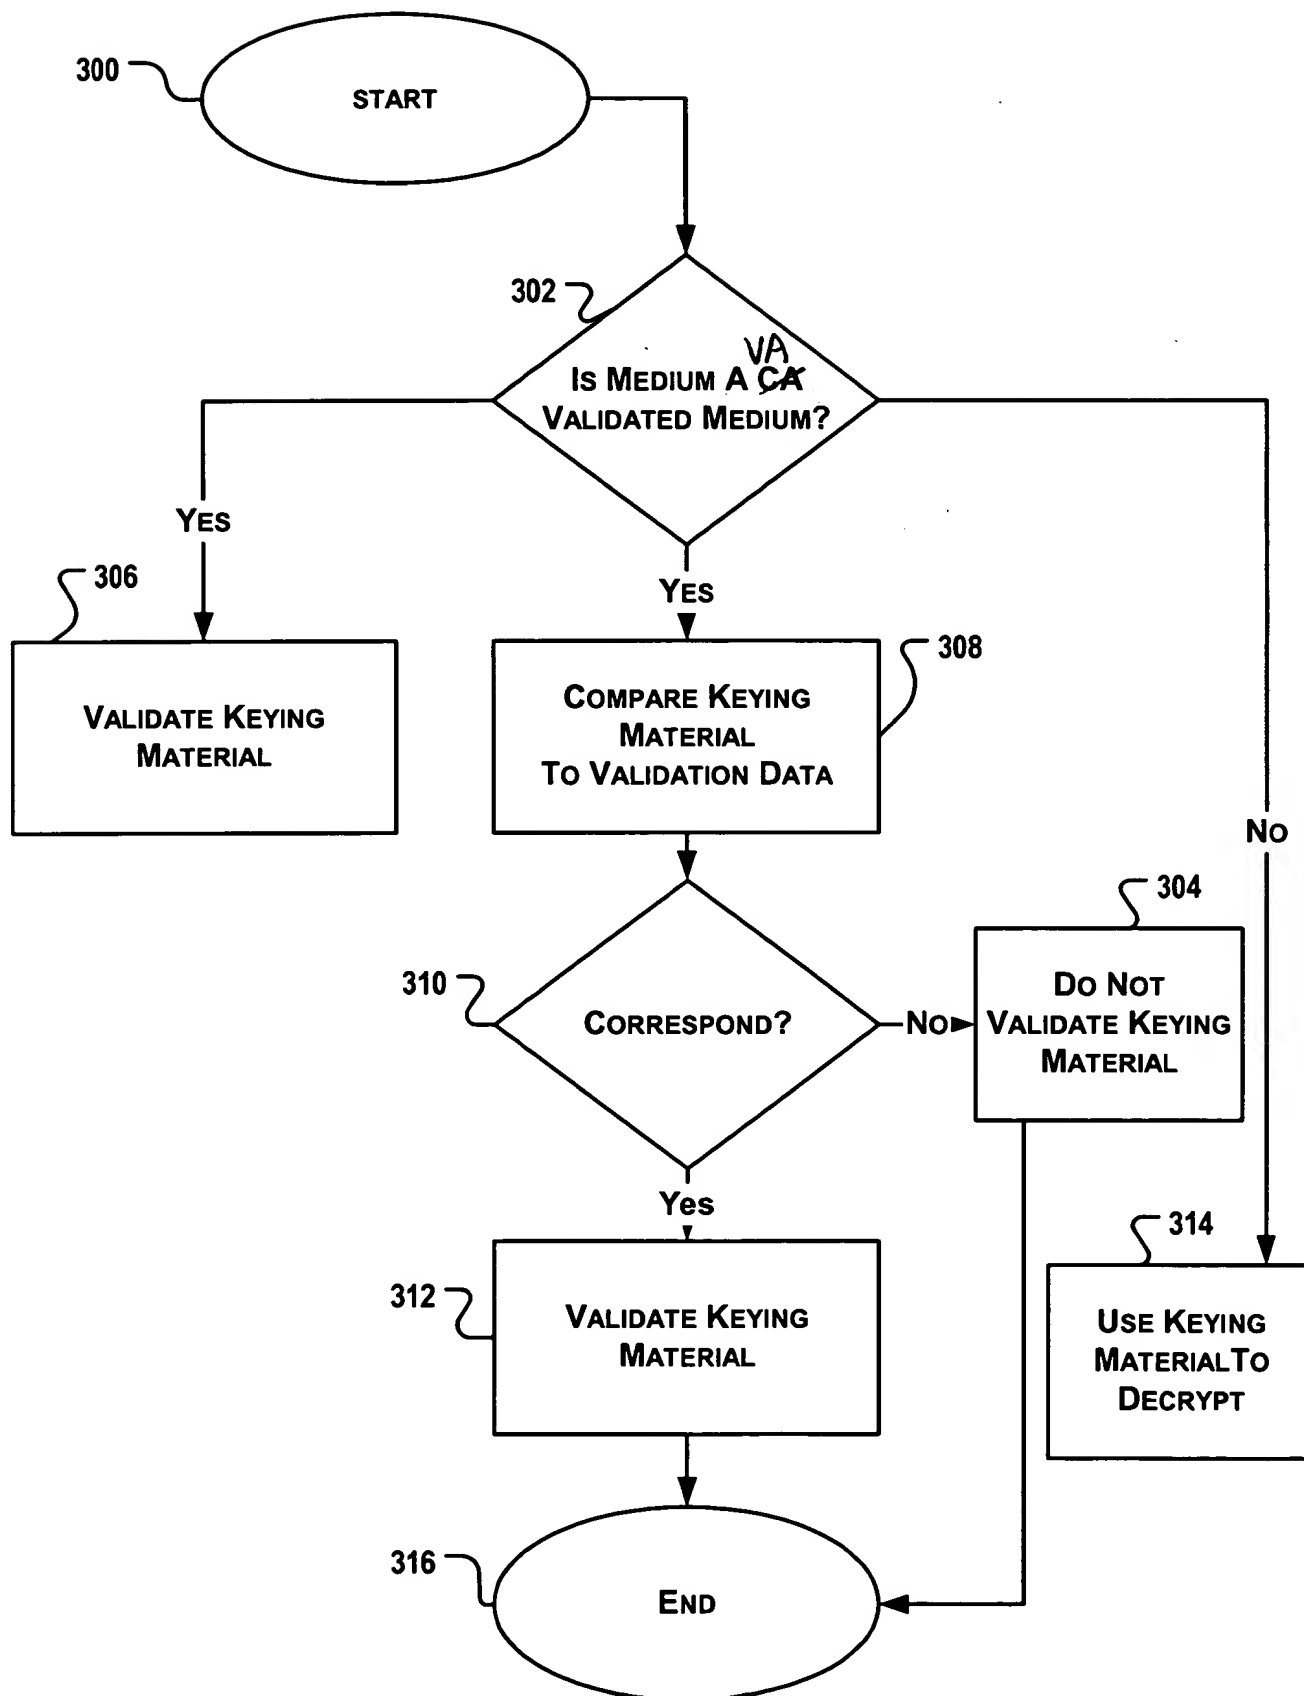 300
START
302
VA
IS MEDIUM A CA
VALIDATED MEDIUM?
YES
YES
306
308
VALIDATE KEYING
MATERIAL
COMPARE KEYING
MATERIAL
TO VALIDATION DATA
NO
304
310
CORRESPOND?
NO
DO NOT
VALIDATE KEYING
MATERIAL
Yes
314
312
VALIDATE KEYING
MATERIAL
USE KEYING
MATERIALTO
DECRYPT
316
END